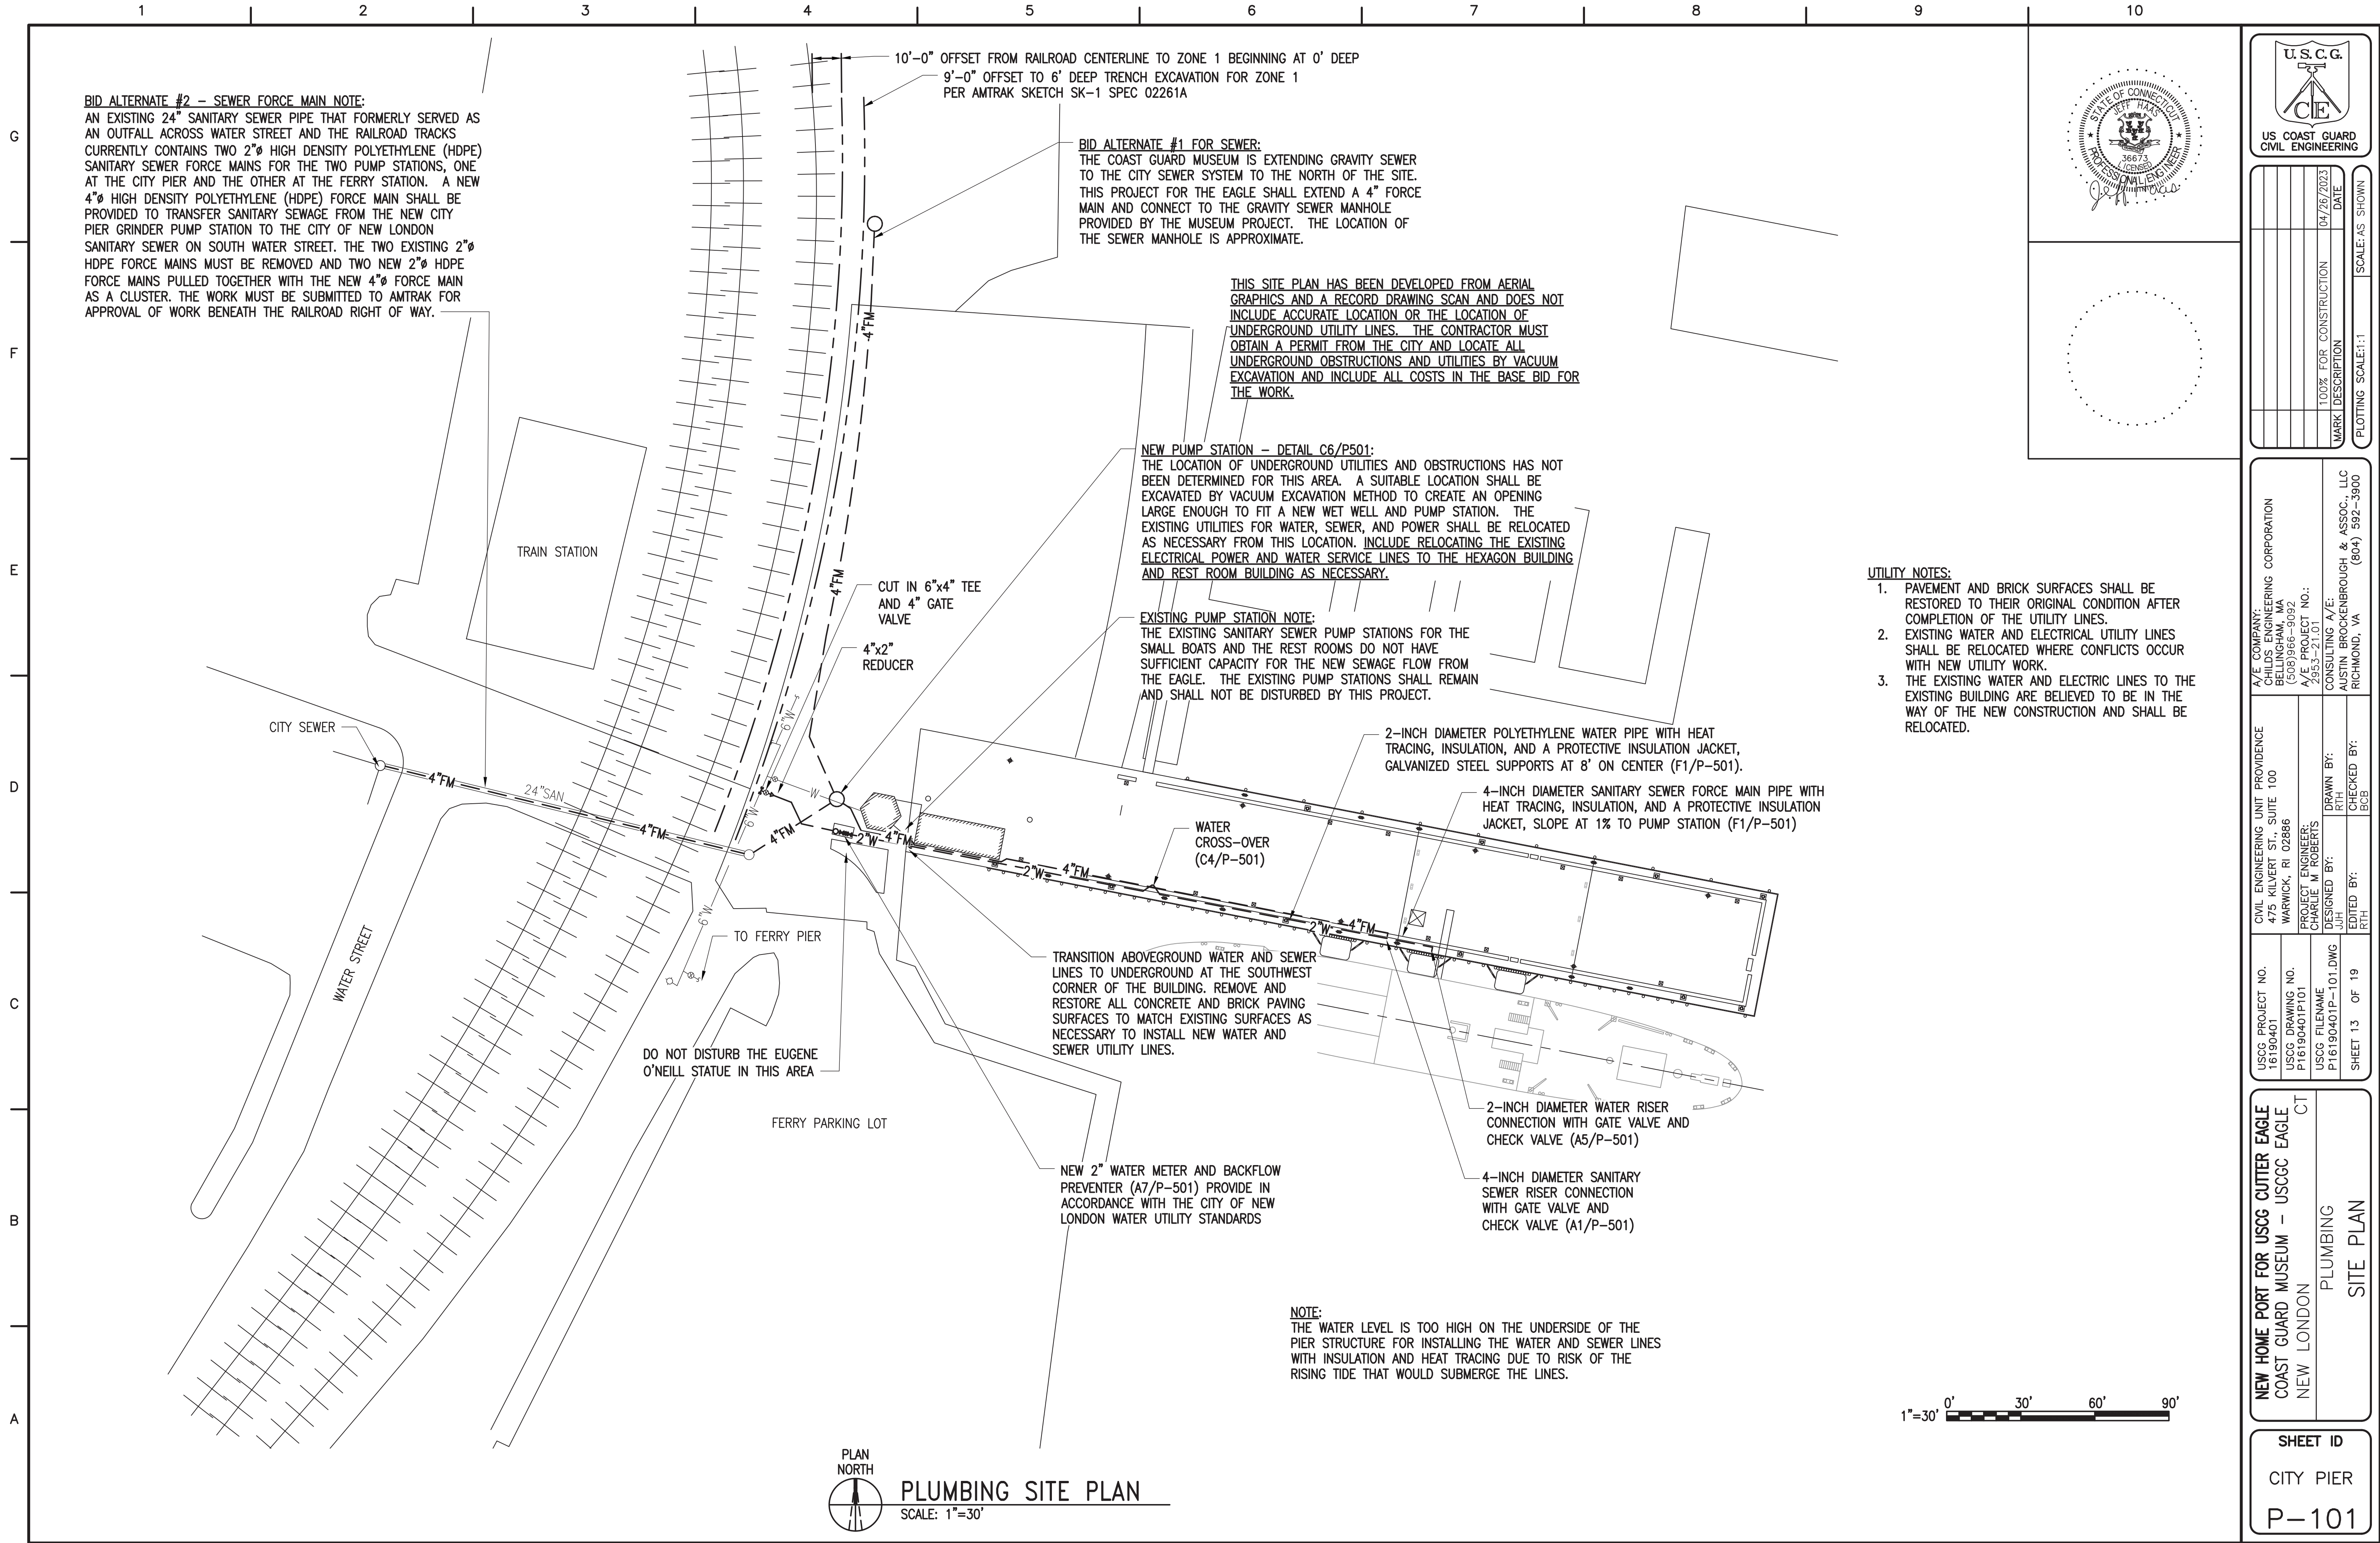 1 2 3 4 5 6 7 8 9 10
G
F
E
D
C
B
A
BID ALTERNATE #2 – SEWER FORCE MAIN NOTE:
AN EXISTING 24" SANITARY SEWER PIPE THAT FORMERLY SERVED AS
AN OUTFALL ACROSS WATER STREET AND THE RAILROAD TRACKS
CURRENTLY CONTAINS TWO 2"ø HIGH DENSITY POLYETHYLENE (HDPE)
SANITARY SEWER FORCE MAINS FOR THE TWO PUMP STATIONS, ONE
AT THE CITY PIER AND THE OTHER AT THE FERRY STATION. A NEW
4"ø HIGH DENSITY POLYETHYLENE (HDPE) FORCE MAIN SHALL BE
PROVIDED TO TRANSFER SANITARY SEWAGE FROM THE NEW CITY
PIER GRINDER PUMP STATION TO THE CITY OF NEW LONDON
SANITARY SEWER ON SOUTH WATER STREET. THE TWO EXISTING 2"ø
HDPE FORCE MAINS MUST BE REMOVED AND TWO NEW 2"ø HDPE
FORCE MAINS PULLED TOGETHER WITH THE NEW 4"ø FORCE MAIN
AS A CLUSTER. THE WORK MUST BE SUBMITTED TO AMTRAK FOR
APPROVAL OF WORK BENEATH THE RAILROAD RIGHT OF WAY.
10'-0" OFFSET FROM RAILROAD CENTERLINE TO ZONE 1 BEGINNING AT 0' DEEP
9'-0" OFFSET TO 6' DEEP TRENCH EXCAVATION FOR ZONE 1
PER AMTRAK SKETCH SK-1 SPEC 02261A
BID ALTERNATE #1 FOR SEWER:
THE COAST GUARD MUSEUM IS EXTENDING GRAVITY SEWER
TO THE CITY SEWER SYSTEM TO THE NORTH OF THE SITE.
THIS PROJECT FOR THE EAGLE SHALL EXTEND A 4" FORCE
MAIN AND CONNECT TO THE GRAVITY SEWER MANHOLE
PROVIDED BY THE MUSEUM PROJECT. THE LOCATION OF
THE SEWER MANHOLE IS APPROXIMATE.
THIS SITE PLAN HAS BEEN DEVELOPED FROM AERIAL
GRAPHICS AND A RECORD DRAWING SCAN AND DOES NOT
INCLUDE ACCURATE LOCATION OR THE LOCATION OF
UNDERGROUND UTILITY LINES. THE CONTRACTOR MUST
OBTAIN A PERMIT FROM THE CITY AND LOCATE ALL
UNDERGROUND OBSTRUCTIONS AND UTILITIES BY VACUUM
EXCAVATION AND INCLUDE ALL COSTS IN THE BASE BID FOR
THE WORK.
NEW PUMP STATION – DETAIL C6/P501:
THE LOCATION OF UNDERGROUND UTILITIES AND OBSTRUCTIONS HAS NOT
BEEN DETERMINED FOR THIS AREA. A SUITABLE LOCATION SHALL BE
EXCAVATED BY VACUUM EXCAVATION METHOD TO CREATE AN OPENING
LARGE ENOUGH TO FIT A NEW WET WELL AND PUMP STATION. THE
EXISTING UTILITIES FOR WATER, SEWER, AND POWER SHALL BE RELOCATED
AS NECESSARY FROM THIS LOCATION. INCLUDE RELOCATING THE EXISTING
ELECTRICAL POWER AND WATER SERVICE LINES TO THE HEXAGON BUILDING
AND REST ROOM BUILDING AS NECESSARY.
EXISTING PUMP STATION NOTE:
THE EXISTING SANITARY SEWER PUMP STATIONS FOR THE
SMALL BOATS AND THE REST ROOMS DO NOT HAVE
SUFFICIENT CAPACITY FOR THE NEW SEWAGE FLOW FROM
THE EAGLE. THE EXISTING PUMP STATIONS SHALL REMAIN
AND SHALL NOT BE DISTURBED BY THIS PROJECT.
UTILITY NOTES:
1. PAVEMENT AND BRICK SURFACES SHALL BE
RESTORED TO THEIR ORIGINAL CONDITION AFTER
COMPLETION OF THE UTILITY LINES.
2. EXISTING WATER AND ELECTRICAL UTILITY LINES
SHALL BE RELOCATED WHERE CONFLICTS OCCUR
WITH NEW UTILITY WORK.
3. THE EXISTING WATER AND ELECTRIC LINES TO THE
EXISTING BUILDING ARE BELIEVED TO BE IN THE
WAY OF THE NEW CONSTRUCTION AND SHALL BE
RELOCATED.
4"FM
4"FM
TRAIN STATION
CUT IN 6"x4" TEE
AND 4" GATE
VALVE
4"x2"
REDUCER
6"W
CITY SEWER
4"FM
24"SAN
4"FM
6"W
4"FM
W
2"W
4"FM
2"W
4"FM
2"W
4"FM
6"W
2-INCH DIAMETER POLYETHYLENE WATER PIPE WITH HEAT
TRACING, INSULATION, AND A PROTECTIVE INSULATION JACKET,
GALVANIZED STEEL SUPPORTS AT 8' ON CENTER (F1/P-501).
4-INCH DIAMETER SANITARY SEWER FORCE MAIN PIPE WITH
HEAT TRACING, INSULATION, AND A PROTECTIVE INSULATION
JACKET, SLOPE AT 1% TO PUMP STATION (F1/P-501)
WATER
CROSS-OVER
(C4/P-501)
WATER STREET
TO FERRY PIER
TRANSITION ABOVEGROUND WATER AND SEWER
LINES TO UNDERGROUND AT THE SOUTHWEST
CORNER OF THE BUILDING. REMOVE AND
RESTORE ALL CONCRETE AND BRICK PAVING
SURFACES TO MATCH EXISTING SURFACES AS
NECESSARY TO INSTALL NEW WATER AND
SEWER UTILITY LINES.
DO NOT DISTURB THE EUGENE
O'NEILL STATUE IN THIS AREA
FERRY PARKING LOT
2-INCH DIAMETER WATER RISER
CONNECTION WITH GATE VALVE AND
CHECK VALVE (A5/P-501)
NEW 2" WATER METER AND BACKFLOW
PREVENTER (A7/P-501) PROVIDE IN
ACCORDANCE WITH THE CITY OF NEW
LONDON WATER UTILITY STANDARDS
4-INCH DIAMETER SANITARY
SEWER RISER CONNECTION
WITH GATE VALVE AND
CHECK VALVE (A1/P-501)
NOTE:
THE WATER LEVEL IS TOO HIGH ON THE UNDERSIDE OF THE
PIER STRUCTURE FOR INSTALLING THE WATER AND SEWER LINES
WITH INSULATION AND HEAT TRACING DUE TO RISK OF THE
RISING TIDE THAT WOULD SUBMERGE THE LINES.
1"=30' 0' 30' 60' 90'
PLAN
NORTH
PLUMBING SITE PLAN
SCALE: 1"=30'
STATE OF CONNECTICUT
JEFF HAAS
36673
LICENSED
PROFESSIONAL ENGINEER
U.S.C.G.
CE
US COAST GUARD
CIVIL ENGINEERING
100% FOR CONSTRUCTION 04/26/2023
MARK DESCRIPTION DATE
PLOTTING SCALE:1:1 SCALE: AS SHOWN
A/E COMPANY:
CHILDS ENGINEERING CORPORATION
BELLINGHAM, MA
(508)966-9092
A/E PROJECT NO.:
2953-21.01
CONSULTING A/E:
AUSTIN BROCKENBROUGH & ASSOC., LLC
RICHMOND, VA (804) 592-3900
CIVIL ENGINEERING UNIT PROVIDENCE
475 KILVERT ST., SUITE 100
WARWICK, RI 02886
PROJECT ENGINEER:
CHARLIE M ROBERTS
DESIGNED BY:
JJH
DRAWN BY:
RTH
EDITED BY:
RTH
CHECKED BY:
BCB
USCG PROJECT NO.
16190401
USCG DRAWING NO.
P16190401P101
USCG FILENAME
P16190401P-101.DWG
SHEET 13 OF 19
NEW HOME PORT FOR USCG CUTTER EAGLE
COAST GUARD MUSEUM – USCGC EAGLE
NEW LONDON CT
PLUMBING
SITE PLAN
SHEET ID
CITY PIER
P-101